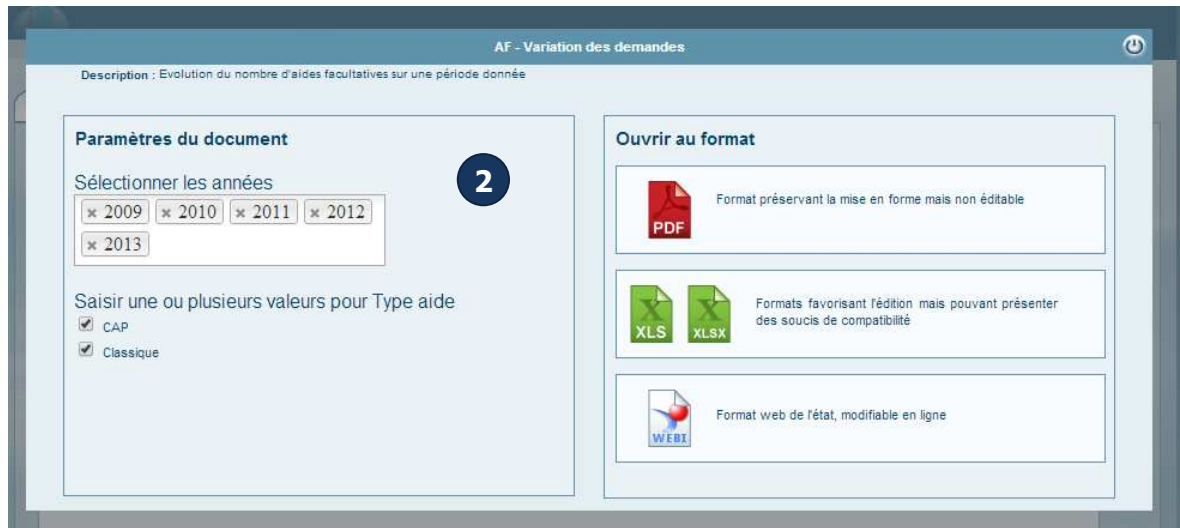 AF - Variation des demandes
Description : Evolution du nombre d'aides facultatives sur une période donnée
Paramètres du document
Sélectionner les années
× 2009 × 2010 × 2011 × 2012
× 2013
2
Saisir une ou plusieurs valeurs pour Type aide
CAP
Classique
Ouvrir au format
PDF
Format préservant la mise en forme mais non éditable
XLS XLSX
Formats favorisant l'édition mais pouvant présenter
des soucis de compatibilité
WEBI
Format web de l'état, modifiable en ligne